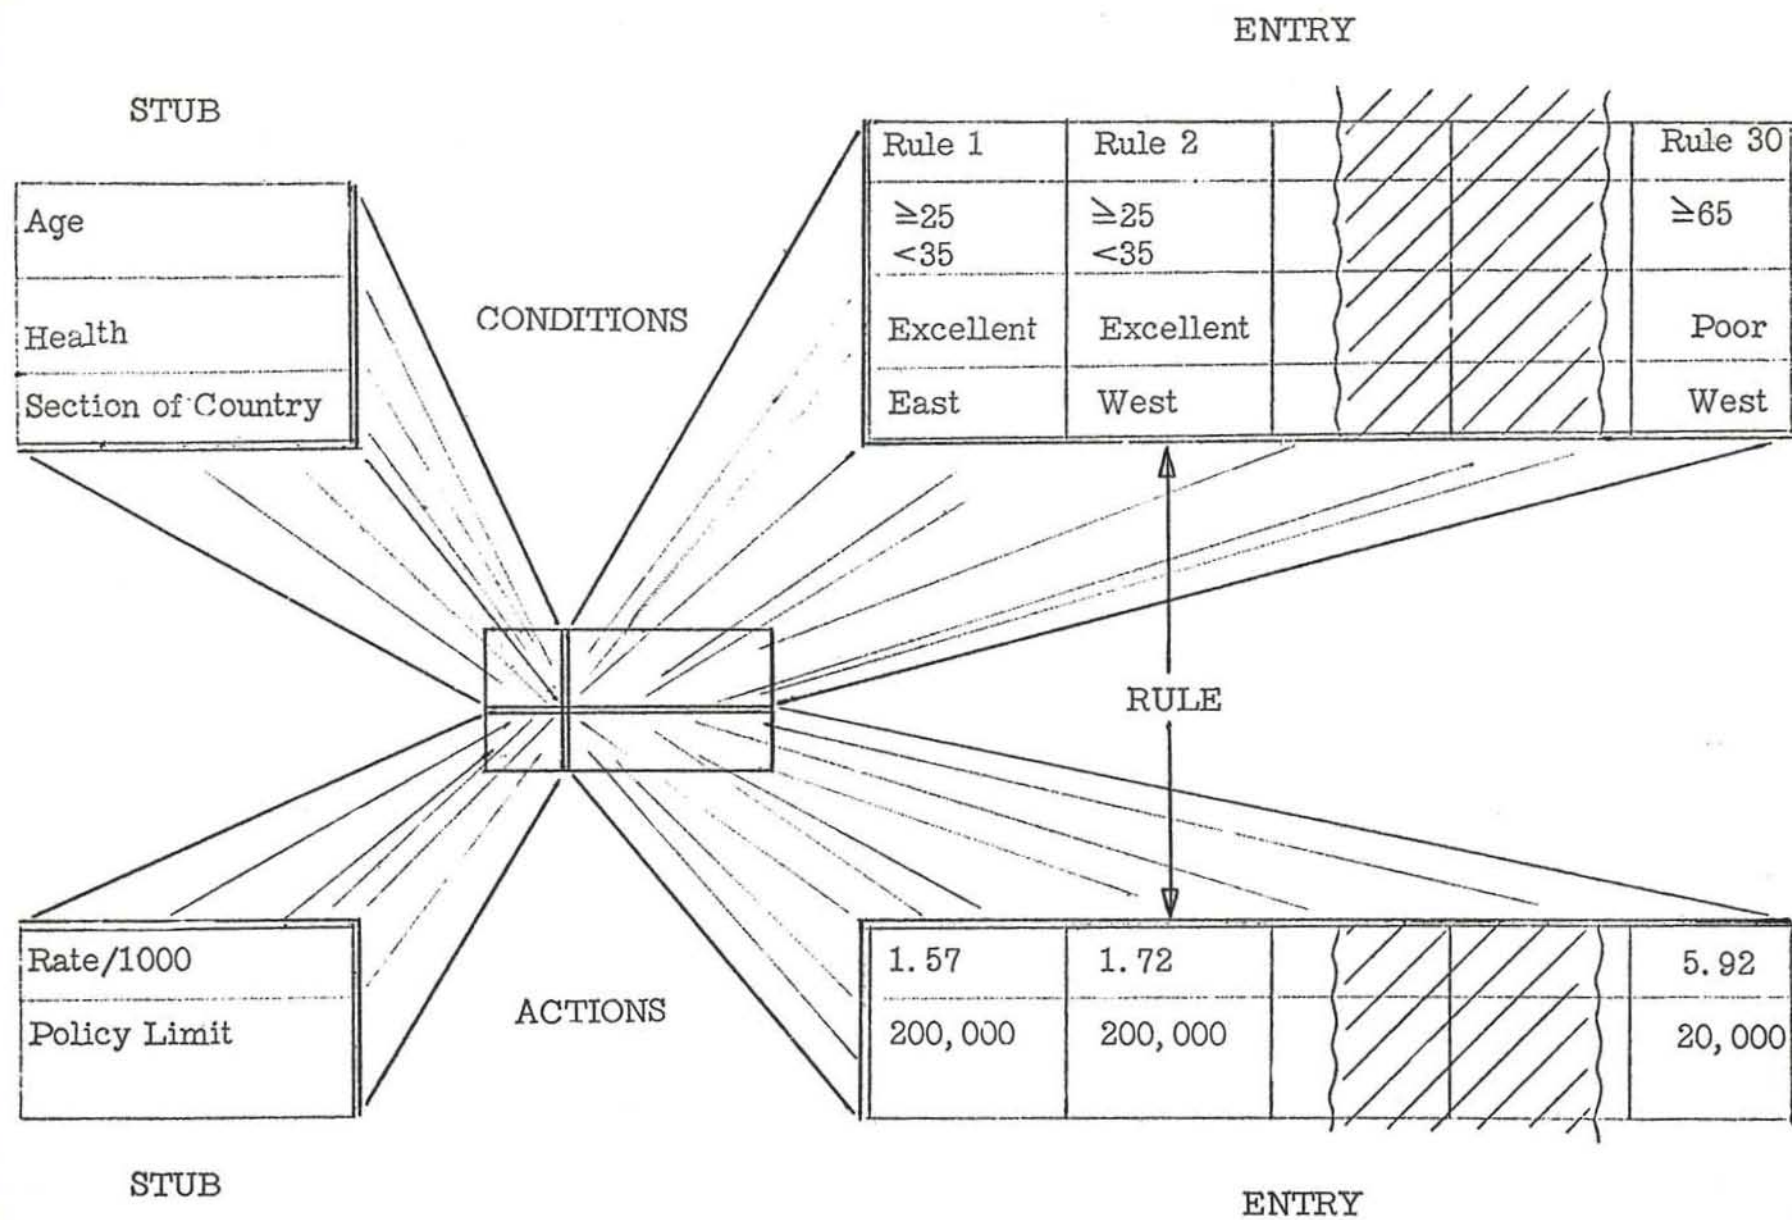 ENTRY
STUB
Rule 1 Rule 2 Rule 30
Age
≧25 ≧25 ≧65
<35 <35
CONDITIONS
Health
Excellent Excellent Poor
Section of Country
East West West
RULE
Rate/1000
1.57 1.72 5.92
ACTIONS
Policy Limit
200,000 200,000 20,000
STUB
ENTRY